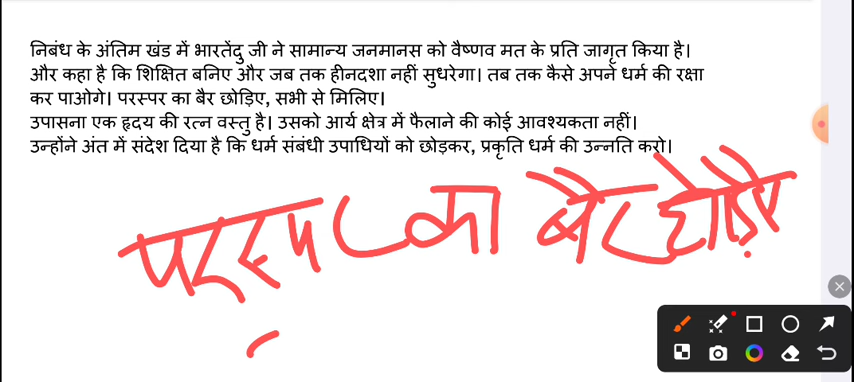 निबंध के अंतिम खंड में भारतेंदु जी ने सामान्य जनमानस को वैष्णव मत के प्रति जागृत किया है।
और कहा है कि शिक्षित बनिए और जब तक हीनदशा नहीं सुधरेगा। तब तक कैसे अपने धर्म की रक्षा
कर पाओगे। परस्पर का बैर छोड़िए, सभी से मिलिए।
उपासना एक हृदय की रत्न वस्तु है। उसको आर्य क्षेत्र में फैलाने की कोई आवश्यकता नहीं।
उन्होंने अंत में संदेश दिया है कि धर्म संबंधी उपाधियों को छोड़कर, प्रकृति धर्म की उन्नति करो।
परस्पर का बैर